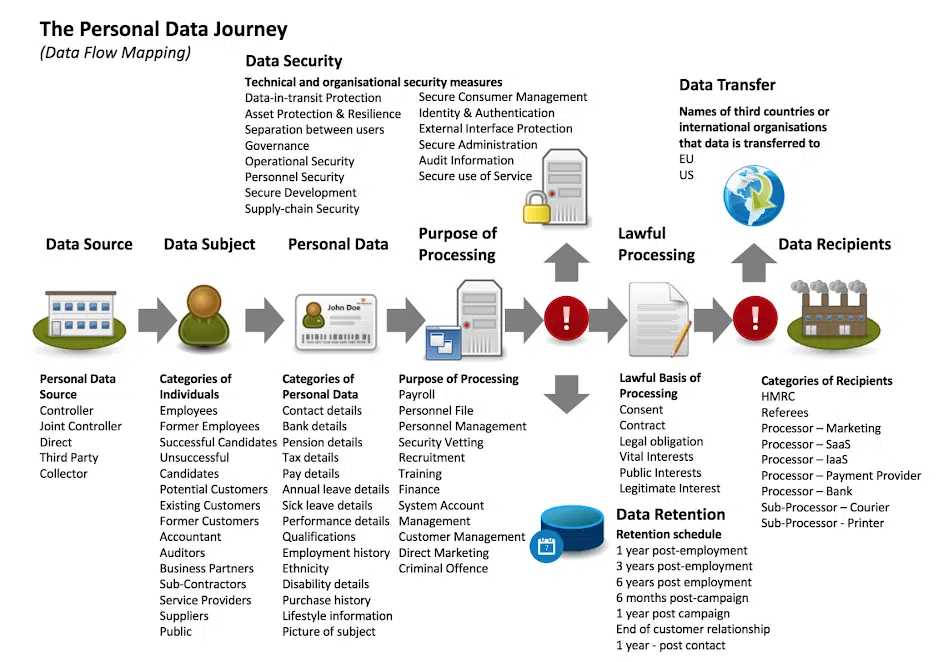 The Personal Data Journey
(Data Flow Mapping)
Data Security
Technical and organisational security measures
Data-in-transit Protection
Asset Protection & Resilience
Separation between users
Governance
Operational Security
Personnel Security
Secure Development
Supply-chain Security
Secure Consumer Management
Identity & Authentication
External Interface Protection
Secure Administration
Audit Information
Secure use of Service
Data Transfer
Names of third countries or
international organisations
that data is transferred to
EU
US
Data Source
Data Subject
Personal Data
Purpose of
Processing
Lawful
Processing
Data Recipients
John Doe
!
!
Personal Data
Source
Controller
Joint Controller
Direct
Third Party
Collector
Categories of
Individuals
Employees
Former Employees
Successful Candidates
Unsuccessful
Candidates
Potential Customers
Existing Customers
Former Customers
Accountant
Auditors
Business Partners
Sub-Contractors
Service Providers
Suppliers
Public
Categories of
Personal Data
Contact details
Bank details
Pension details
Tax details
Pay details
Annual leave details
Sick leave details
Performance details
Qualifications
Employment history
Ethnicity
Disability details
Purchase history
Lifestyle information
Picture of subject
Purpose of Processing
Payroll
Personnel File
Personnel Management
Security Vetting
Recruitment
Training
Finance
System Account
Management
Customer Management
Direct Marketing
Criminal Offence
Lawful Basis of
Processing
Consent
Contract
Legal obligation
Vital Interests
Public Interests
Legitimate Interest
7
Data Retention
Retention schedule
1 year post-employment
3 years post-employment
6 years post employment
6 months post-campaign
1 year post campaign
End of customer relationship
1 year - post contact
Categories of Recipients
HMRC
Referees
Processor – Marketing
Processor – SaaS
Processor – IaaS
Processor – Payment Provider
Processor – Bank
Sub-Processor – Courier
Sub-Processor - Printer